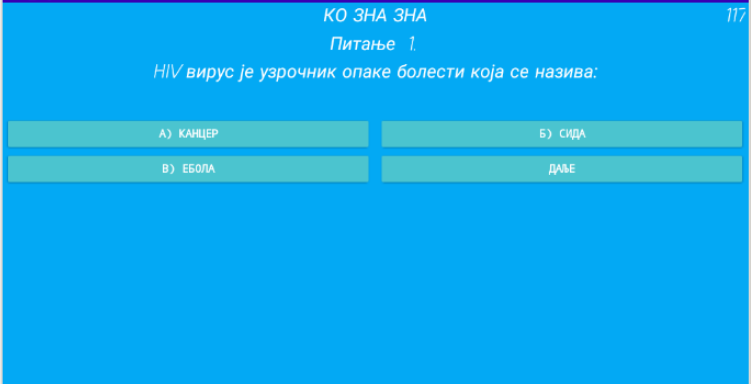 КО ЗНА ЗНА 117
Питање 1.
HIV вирус је узрочник опаке болести која се назива:
А) КАНЦЕР Б) СИДА
В) ЕБОЛА ДАЉЕ